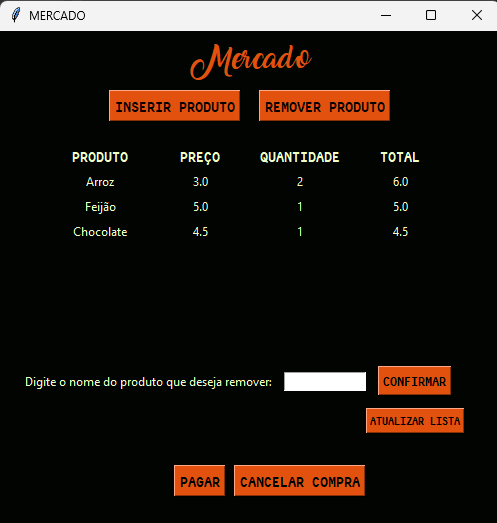 MERCADO
Mercado
INSERIR PRODUTO REMOVER PRODUTO
PRODUTO PREÇO QUANTIDADE TOTAL
Arroz 3.0 2 6.0
Feijão 5.0 1 5.0
Chocolate 4.5 1 4.5
Digite o nome do produto que deseja remover: CONFIRMAR
ATUALIZAR LISTA
PAGAR CANCELAR COMPRA